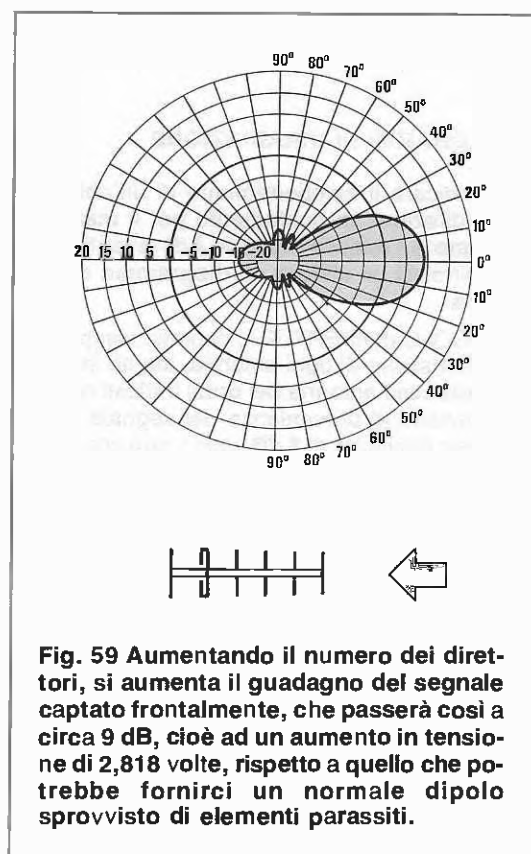 90° 80° 70° 60° 50° 40° 30° 20° 10° 0° 10° 20° 30° 40° 50° 60° 70° 80° 90°
20 15 10 5 0 -5 -10 -15 -20
Fig. 59 Aumentando il numero dei diret-
tori, si aumenta il guadagno del segnale
captato frontalmente, che passerà così a
circa 9 dB, cioè ad un aumento in tensio-
ne di 2,818 volte, rispetto a quello che po-
trebbe fornirci un normale dipolo
sprovvisto di elementi parassiti.